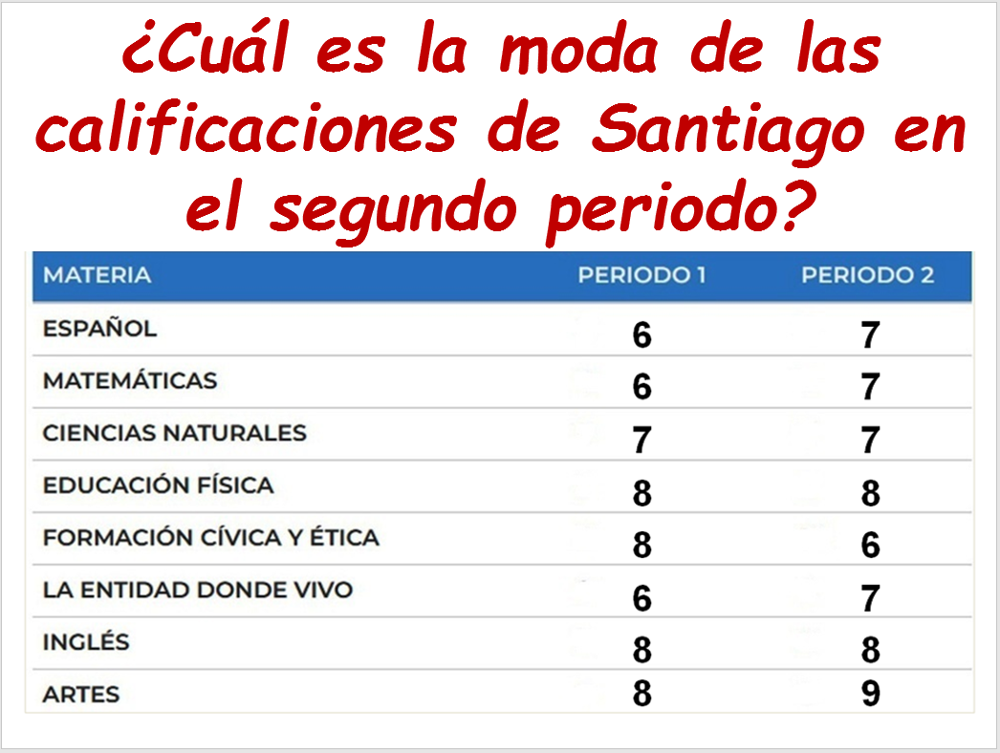 ¿Cuál es la moda de las
calificaciones de Santiago en
el segundo periodo?
MATERIA PERIODO 1 PERIODO 2
ESPAÑOL 6 7
MATEMÁTICAS 6 7
CIENCIAS NATURALES 7 7
EDUCACIÓN FÍSICA 8 8
FORMACIÓN CÍVICA Y ÉTICA 8 6
LA ENTIDAD DONDE VIVO 6 7
INGLÉS 8 8
ARTES 8 9